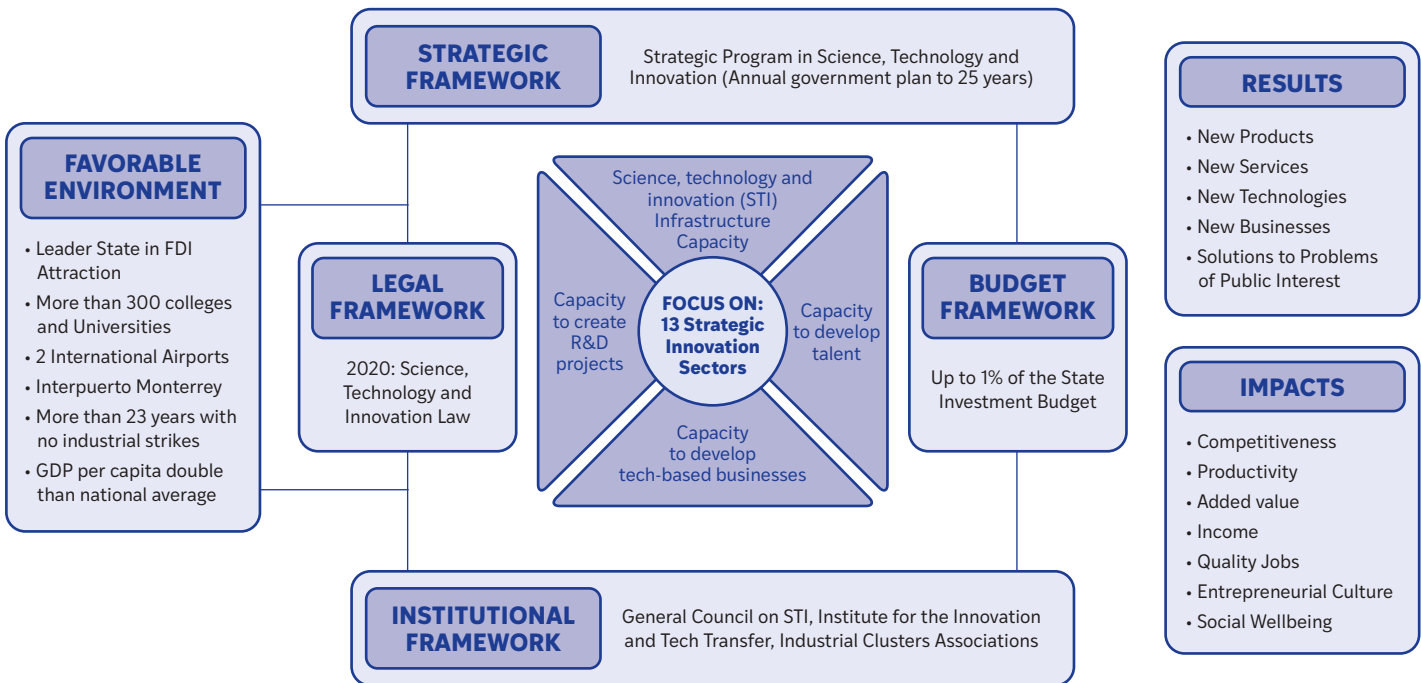 STRATEGIC
FRAMEWORK
Strategic Program in Science, Technology and
Innovation (Annual government plan to 25 years)
FAVORABLE
ENVIRONMENT
• Leader State in FDI
Attraction
• More than 300 colleges
and Universities
• 2 International Airports
• Interpuerto Monterrey
• More than 23 years with
no industrial strikes
• GDP per capita double
than national average
LEGAL
FRAMEWORK
2020: Science,
Technology and
Innovation Law
Science, technology and
innovation (STI)
Infrastructure
Capacity
Capacity
to create
R&D
projects
FOCUS ON:
13 Strategic
Innovation
Sectors
Capacity
to develop
talent
Capacity
to develop
tech-based businesses
BUDGET
FRAMEWORK
Up to 1% of the State
Investment Budget
INSTITUTIONAL
FRAMEWORK
General Council on STI, Institute for the Innovation
and Tech Transfer, Industrial Clusters Associations
RESULTS
• New Products
• New Services
• New Technologies
• New Businesses
• Solutions to Problems
of Public Interest
IMPACTS
• Competitiveness
• Productivity
• Added value
• Income
• Quality Jobs
• Entrepreneurial Culture
• Social Wellbeing